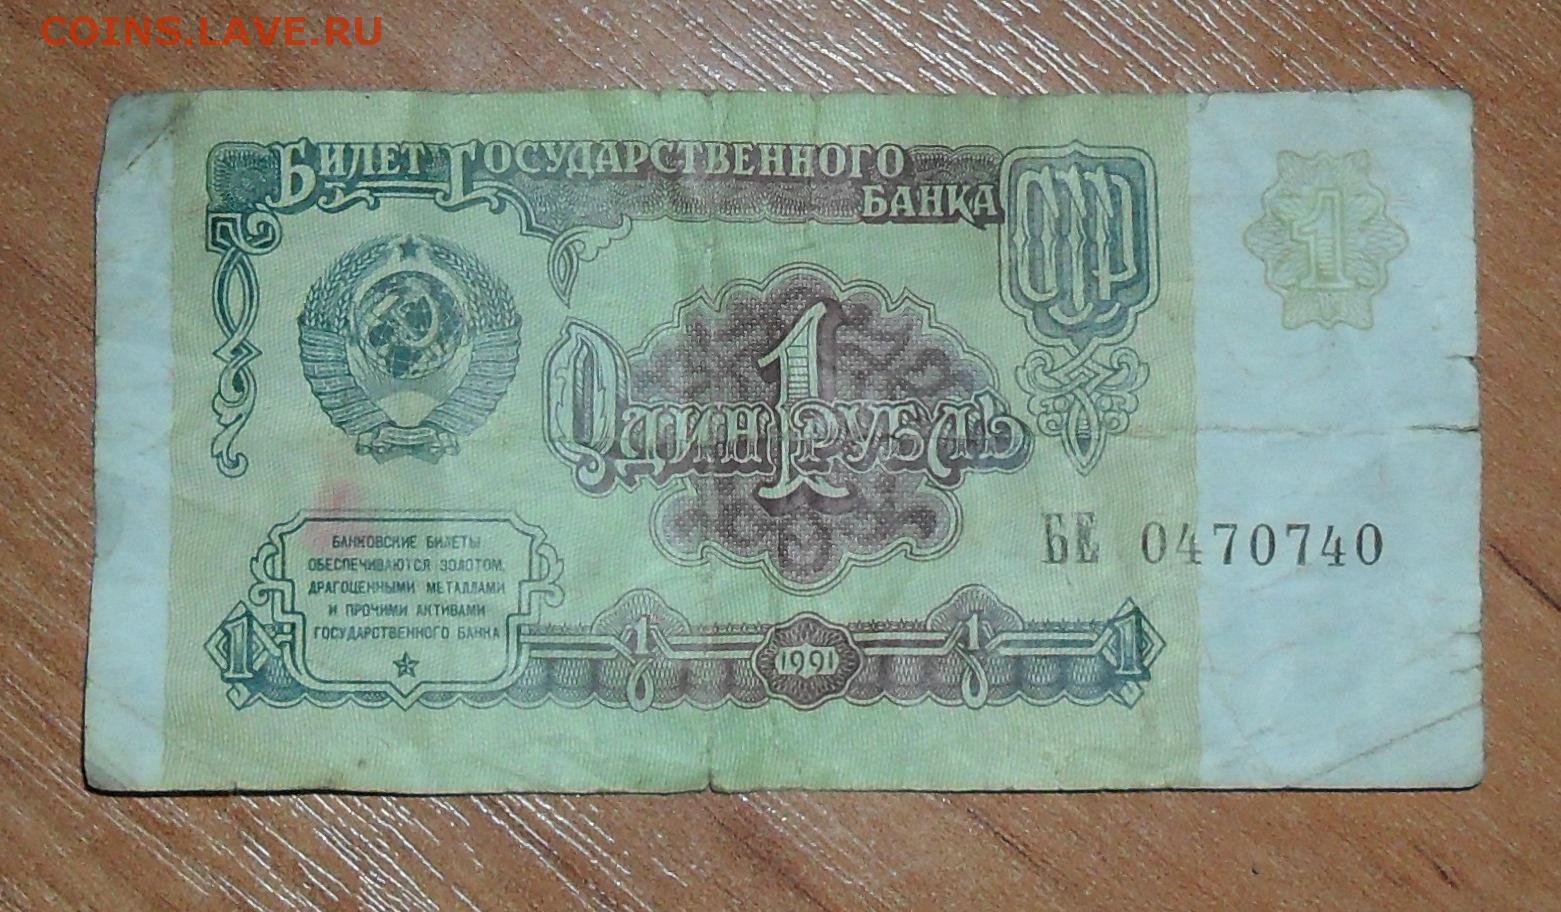 COINS.LAVE.RU
БИЛЕТ ГОСУДАРСТВЕННОГО
БАНКА
СССР
1
1
ОДИН РУБЛЬ
БЕ 0470740
БАНКОВСКИЕ БИЛЕТЫ
ОБЕСПЕЧИВАЮТСЯ ЗОЛОТОМ,
ДРАГОЦЕННЫМИ МЕТАЛЛАМИ
И ПРОЧИМИ АКТИВАМИ
ГОСУДАРСТВЕННОГО БАНКА
1 1 1991 1 1